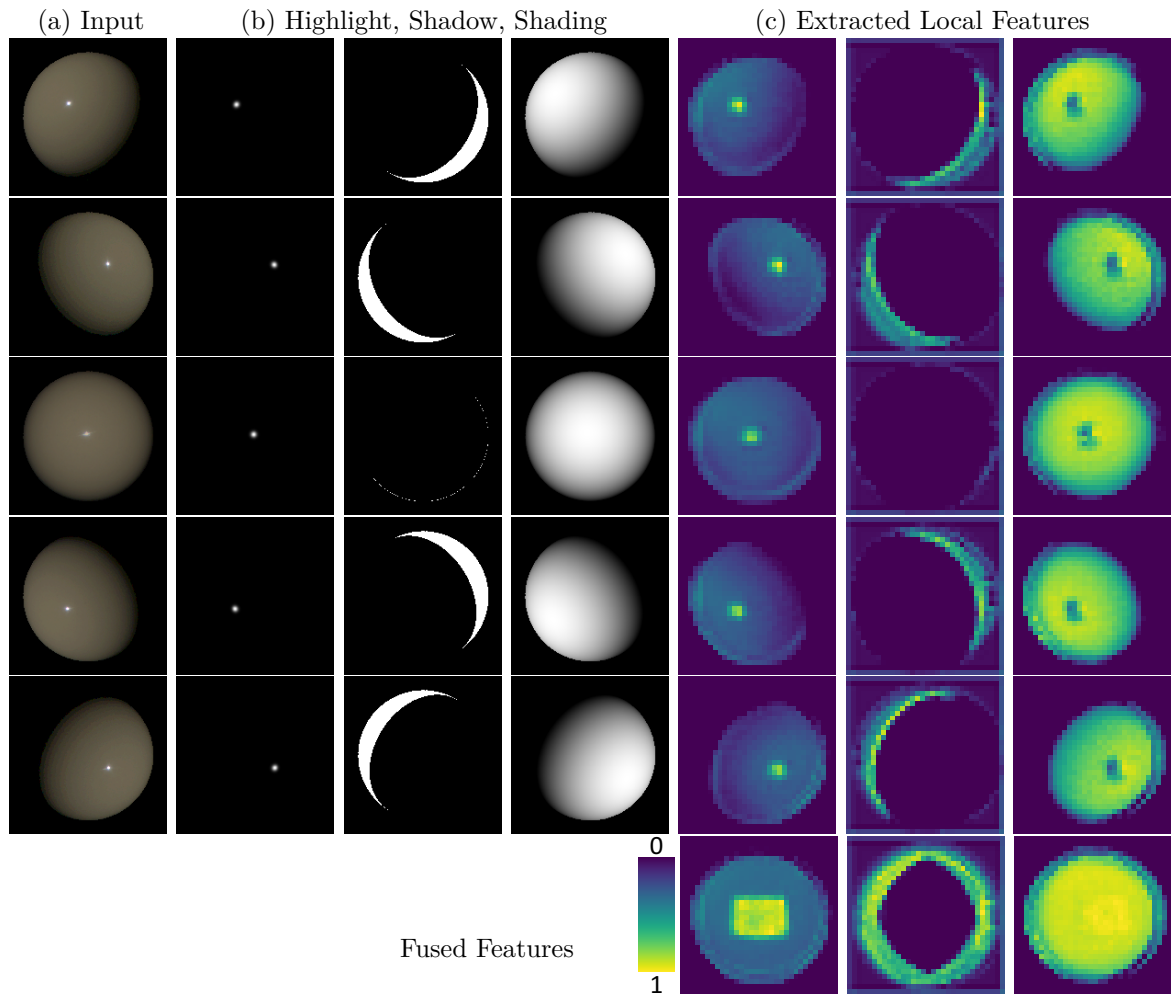 (a) Input
(b) Highlight, Shadow, Shading
(c) Extracted Local Features
0
Fused Features
1